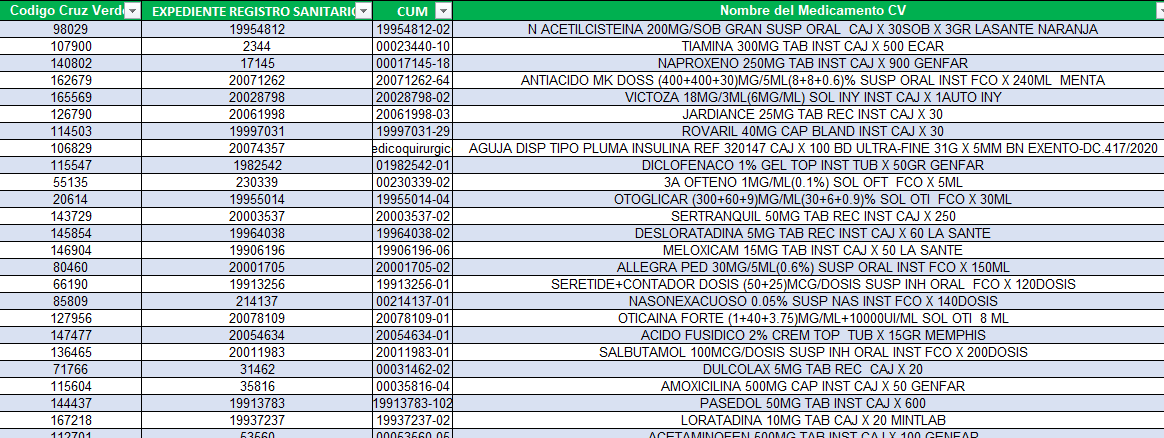 Codigo Cruz Verde EXPEDIENTE REGISTRO SANITARIO CUM Nombre del Medicamento CV
98029 19954812 19954812-02 N ACETILCISTEINA 200MG/SOB GRAN SUSP ORAL CAJ X 30SOB X 3GR LASANTE NARANJA
107900 2344 00023440-10 TIAMINA 300MG TAB INST CAJ X 500 ECAR
140802 17145 00017145-18 NAPROXENO 250MG TAB INST CAJ X 900 GENFAR
162679 20071262 20071262-64 ANTIACIDO MK DOSS (400+400+30)MG/5ML(8+8+0.6)% SUSP ORAL INST FCO X 240ML MENTA
165569 20028798 20028798-02 VICTOZA 18MG/3ML(6MG/ML) SOL INY INST CAJ X 1AUTO INY
126790 20061998 20061998-03 JARDIANCE 25MG TAB REC INST CAJ X 30
114503 19997031 19997031-29 ROVARIL 40MG CAP BLAND INST CAJ X 30
106829 20074357 edicoquirurgic AGUJA DISP TIPO PLUMA INSULINA REF 320147 CAJ X 100 BD ULTRA-FINE 31G X 5MM BN EXENTO-DC.417/2020
115547 1982542 01982542-01 DICLOFENACO 1% GEL TOP INST TUB X 50GR GENFAR
55135 230339 00230339-02 3A OFTENO 1MG/ML(0.1%) SOL OFT FCO X 5ML
20614 19955014 19955014-04 OTOGLICAR (300+60+9)MG/ML(30+6+0.9)% SOL OTI FCO X 30ML
143729 20003537 20003537-02 SERTRANQUIL 50MG TAB REC INST CAJ X 250
145854 19964038 19964038-02 DESLORATADINA 5MG TAB REC INST CAJ X 60 LA SANTE
146904 19906196 19906196-06 MELOXICAM 15MG TAB INST CAJ X 50 LA SANTE
80460 20001705 20001705-02 ALLEGRA PED 30MG/5ML(0.6%) SUSP ORAL INST FCO X 150ML
66190 19913256 19913256-01 SERETIDE+CONTADOR DOSIS (50+25)MCG/DOSIS SUSP INH ORAL FCO X 120DOSIS
85809 214137 00214137-01 NASONEXACUOSO 0.05% SUSP NAS INST FCO X 140DOSIS
127956 20078109 20078109-01 OTICAINA FORTE (1+40+3.75)MG/ML+10000UI/ML SOL OTI 8 ML
147477 20054634 20054634-01 ACIDO FUSIDICO 2% CREM TOP TUB X 15GR MEMPHIS
136465 20011983 20011983-01 SALBUTAMOL 100MCG/DOSIS SUSP INH ORAL INST FCO X 200DOSIS
71766 31462 00031462-02 DULCOLAX 5MG TAB REC CAJ X 20
115604 35816 00035816-04 AMOXICILINA 500MG CAP INST CAJ X 50 GENFAR
144437 19913783 19913783-102 PASEDOL 50MG TAB INST CAJ X 600
167218 19937237 19937237-02 LORATADINA 10MG TAB CAJ X 20 MINTLAB
112701 53660 00053660-05 ACETAMINOFEN 500MG TAB INST CAJ X 100 GENFAR